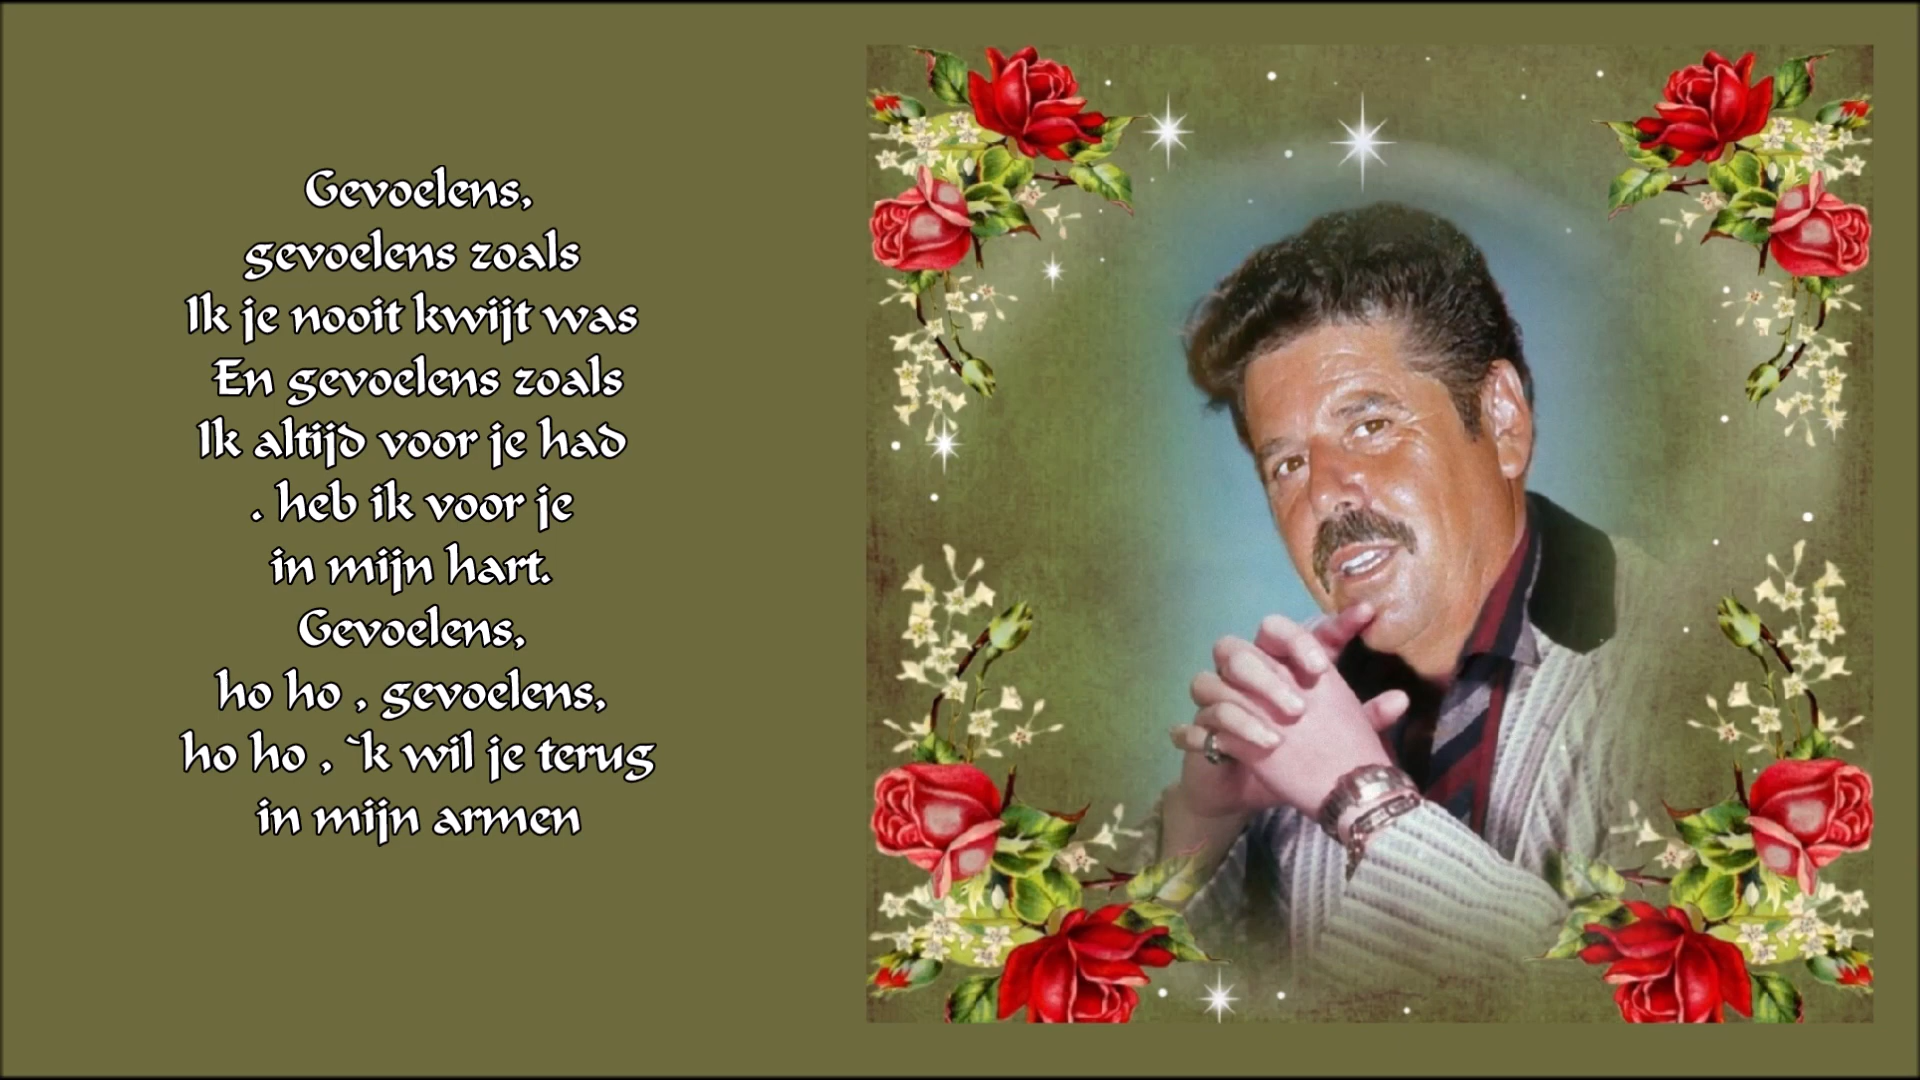 Gevoelens,
gevoelens zoals
Ik je nooit kwijt was
En gevoelens zoals
Ik altijd voor je had
. heb ik voor je
in mijn hart.
Gevoelens,
ho ho , gevoelens,
ho ho , `k wil je terug
in mijn armen